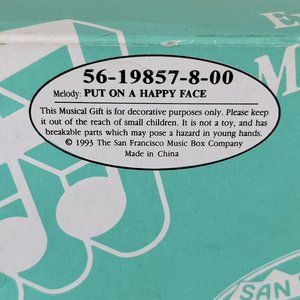 56-19857-8-00
Melody: PUT ON A HAPPY FACE
This Musical Gift is for decorative purposes only. Please keep
it out of the reach of small children. It is not a toy, and has
breakable parts which may pose a hazard in young hands.
© 1993 The San Francisco Music Box Company
Made in China
SAN